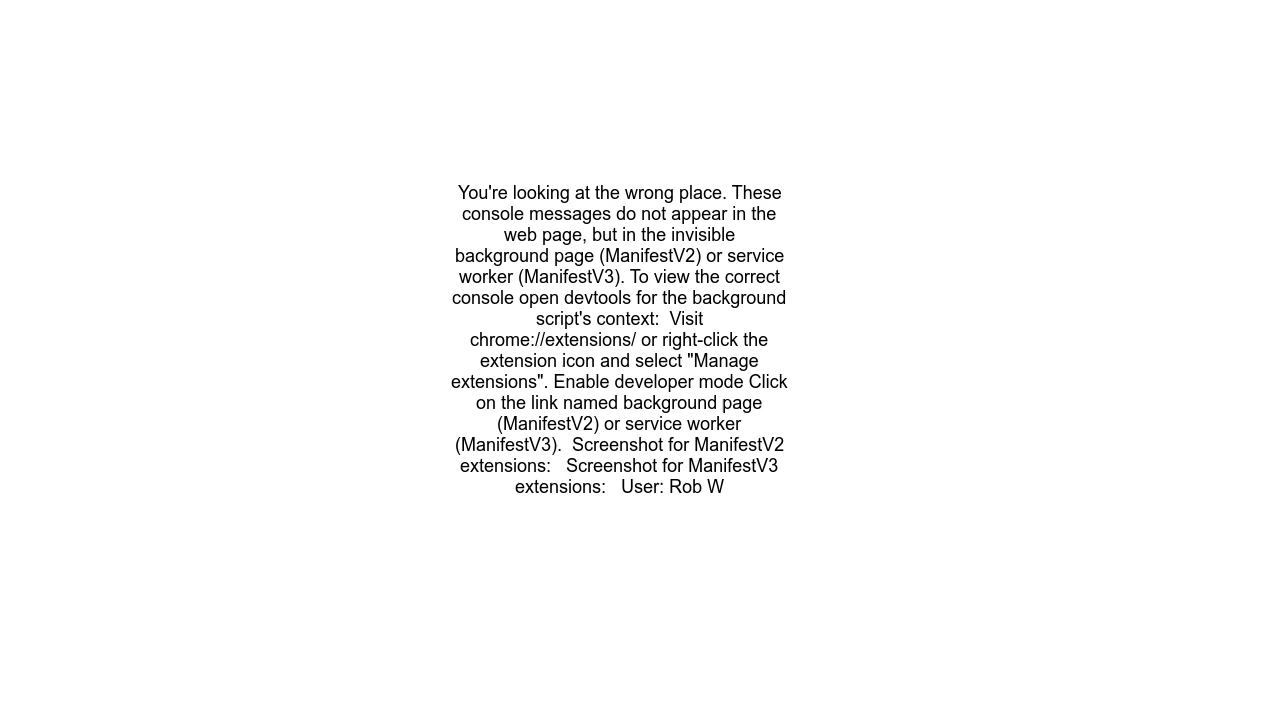 You're looking at the wrong place. These
console messages do not appear in the
web page, but in the invisible
background page (ManifestV2) or service
worker (ManifestV3). To view the correct
console open devtools for the background
script's context:  Visit
chrome://extensions/ or right-click the
extension icon and select "Manage
extensions". Enable developer mode Click
on the link named background page
(ManifestV2) or service worker
(ManifestV3).  Screenshot for ManifestV2
extensions:   Screenshot for ManifestV3
extensions:   User: Rob W